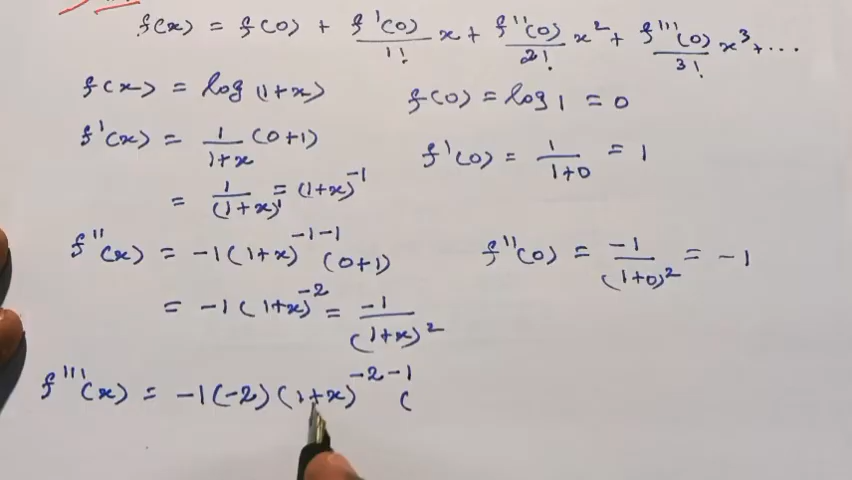 f(x) = f(0) + f'(0)/1! x + f''(0)/2! x² + f'''(0)/3! x³ + ...
f(x) = log (1+x) f(0) = log 1 = 0
f'(x) = 1/1+x (0+1) f'(0) = 1/1+0 = 1
= 1/(1+x)¹ = (1+x)⁻¹
f''(x) = -1(1+x)⁻¹⁻¹ (0+1) f''(0) = -1/(1+0)² = -1
= -1(1+x)⁻² = -1/(1+x)²
f'''(x) = -1(-2)(1+x)⁻²⁻¹ (